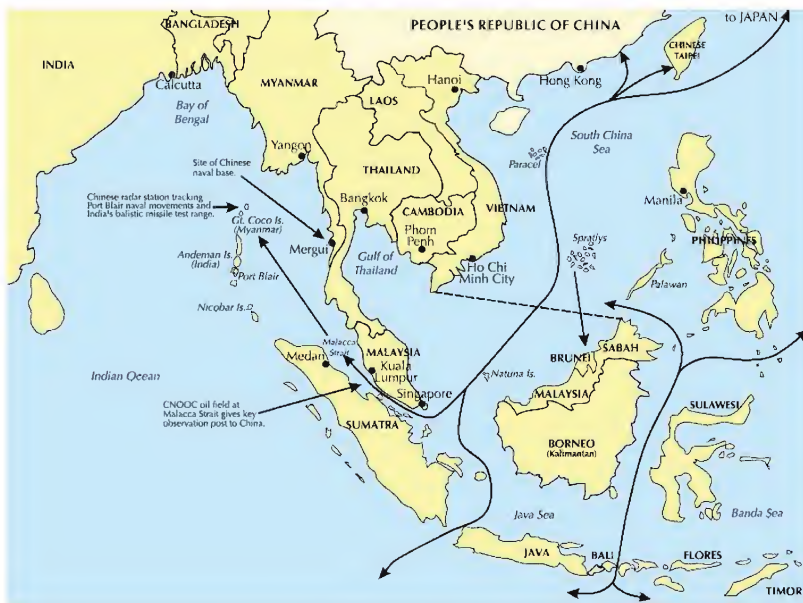 to JAPAN
PEOPLE'S REPUBLIC OF CHINA
BANGLADESH
CHINESE
TAIPEI
INDIA
Calcutta
MYANMAR
Hanoi
Hong Kong
Bay of
Bengal
LAOS
South China
Sea
Yangon
Paracel
Site of Chinese
naval base.
THAILAND
Chinese radar station tracking
Port Blair naval movements and
India's balistic missile test range.
Bangkok
CAMBODIA
VIETNAM
Manila
Gt. Coco Is.
(Myanmar)
Phom
Penh
Spratlys
PHILIPPINES
Mergui
Andeman Is.
(India)
Gulf of
Thailand
Ho Chi
Minh City
Port Blair
Palawan
Nicobar Is.
Malacca
Strait
MALAYSIA
SABAH
BRUNEI
Medan
Kuala
Lumpur
Indian Qeean
Natuna Is.
Singapore
MALAYSIA
CNOOC oil field at
Malacca Strait gives key
observation post to China.
SULAWESI
SUMATRA
BORNEO
(Kalimantan)
Java Sea
Banda Sea
JAVA
BALI
FLORES
TIMOR